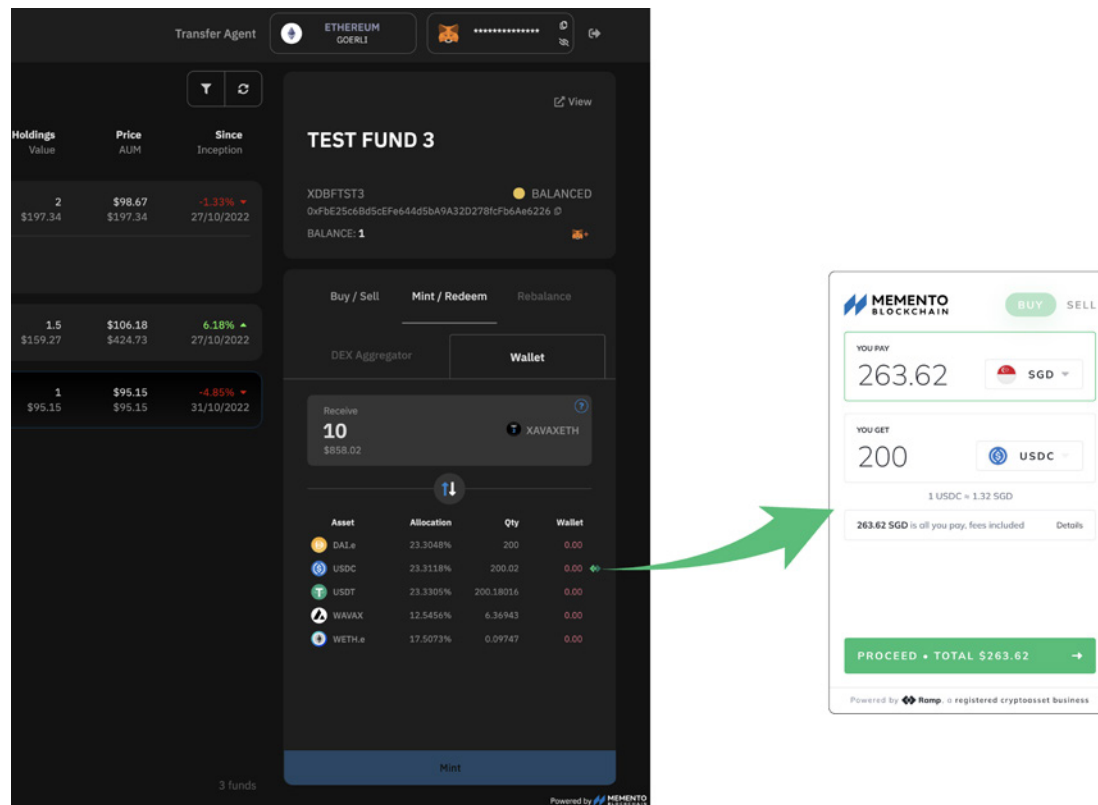 Transfer Agent
ETHEREUM
GOERLI
**************
View
Holdings Price Since
Value AUM Inception
TEST FUND 3
XDBFTST3 BALANCED
0xFbE25c6Bd5cEFe644d5bA9A32D278fcFb6Ae6226
BALANCE: 1
2 $98.67 -1.33%
$197.34 $197.34 27/10/2022
1.5 $106.18 6.18%
$159.27 $424.73 27/10/2022
1 $95.15 -4.85%
$95.15 $95.15 31/10/2022
3 funds
Buy / Sell Mint / Redeem Rebalance
DEX Aggregator Wallet
Receive ?
10 XAVAXETH
$858.02
Asset Allocation Qty Wallet
DAI.e 23.3048% 200 0.00
USDC 23.3118% 200.02 0.00
USDT 23.3305% 200.18016 0.00
WAVAX 12.5456% 6.36943 0.00
WETH.e 17.5073% 0.09747 0.00
Mint
Powered by MEMENTO
BLOCKCHAIN
MEMENTO
BLOCKCHAIN
BUY SELL
YOU PAY
263.62 SGD
YOU GET
200 USDC
1 USDC ≈ 1.32 SGD
263.62 SGD is all you pay, fees included Details
PROCEED • TOTAL $263.62 →
Powered by Ramp, a registered cryptoasset business